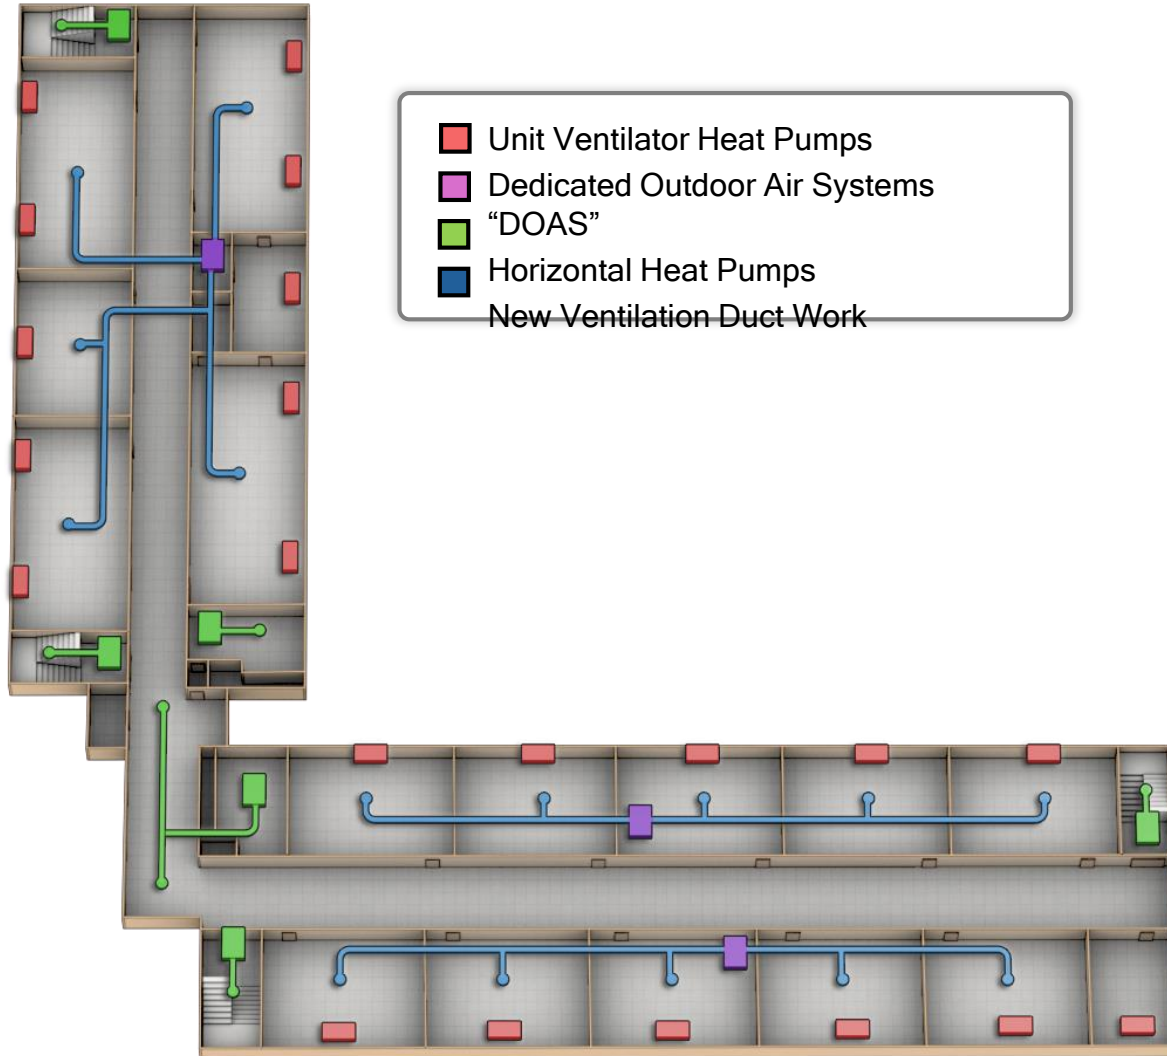 Unit Ventilator Heat Pumps
Dedicated Outdoor Air Systems
“DOAS”
Horizontal Heat Pumps
New Ventilation Duct Work